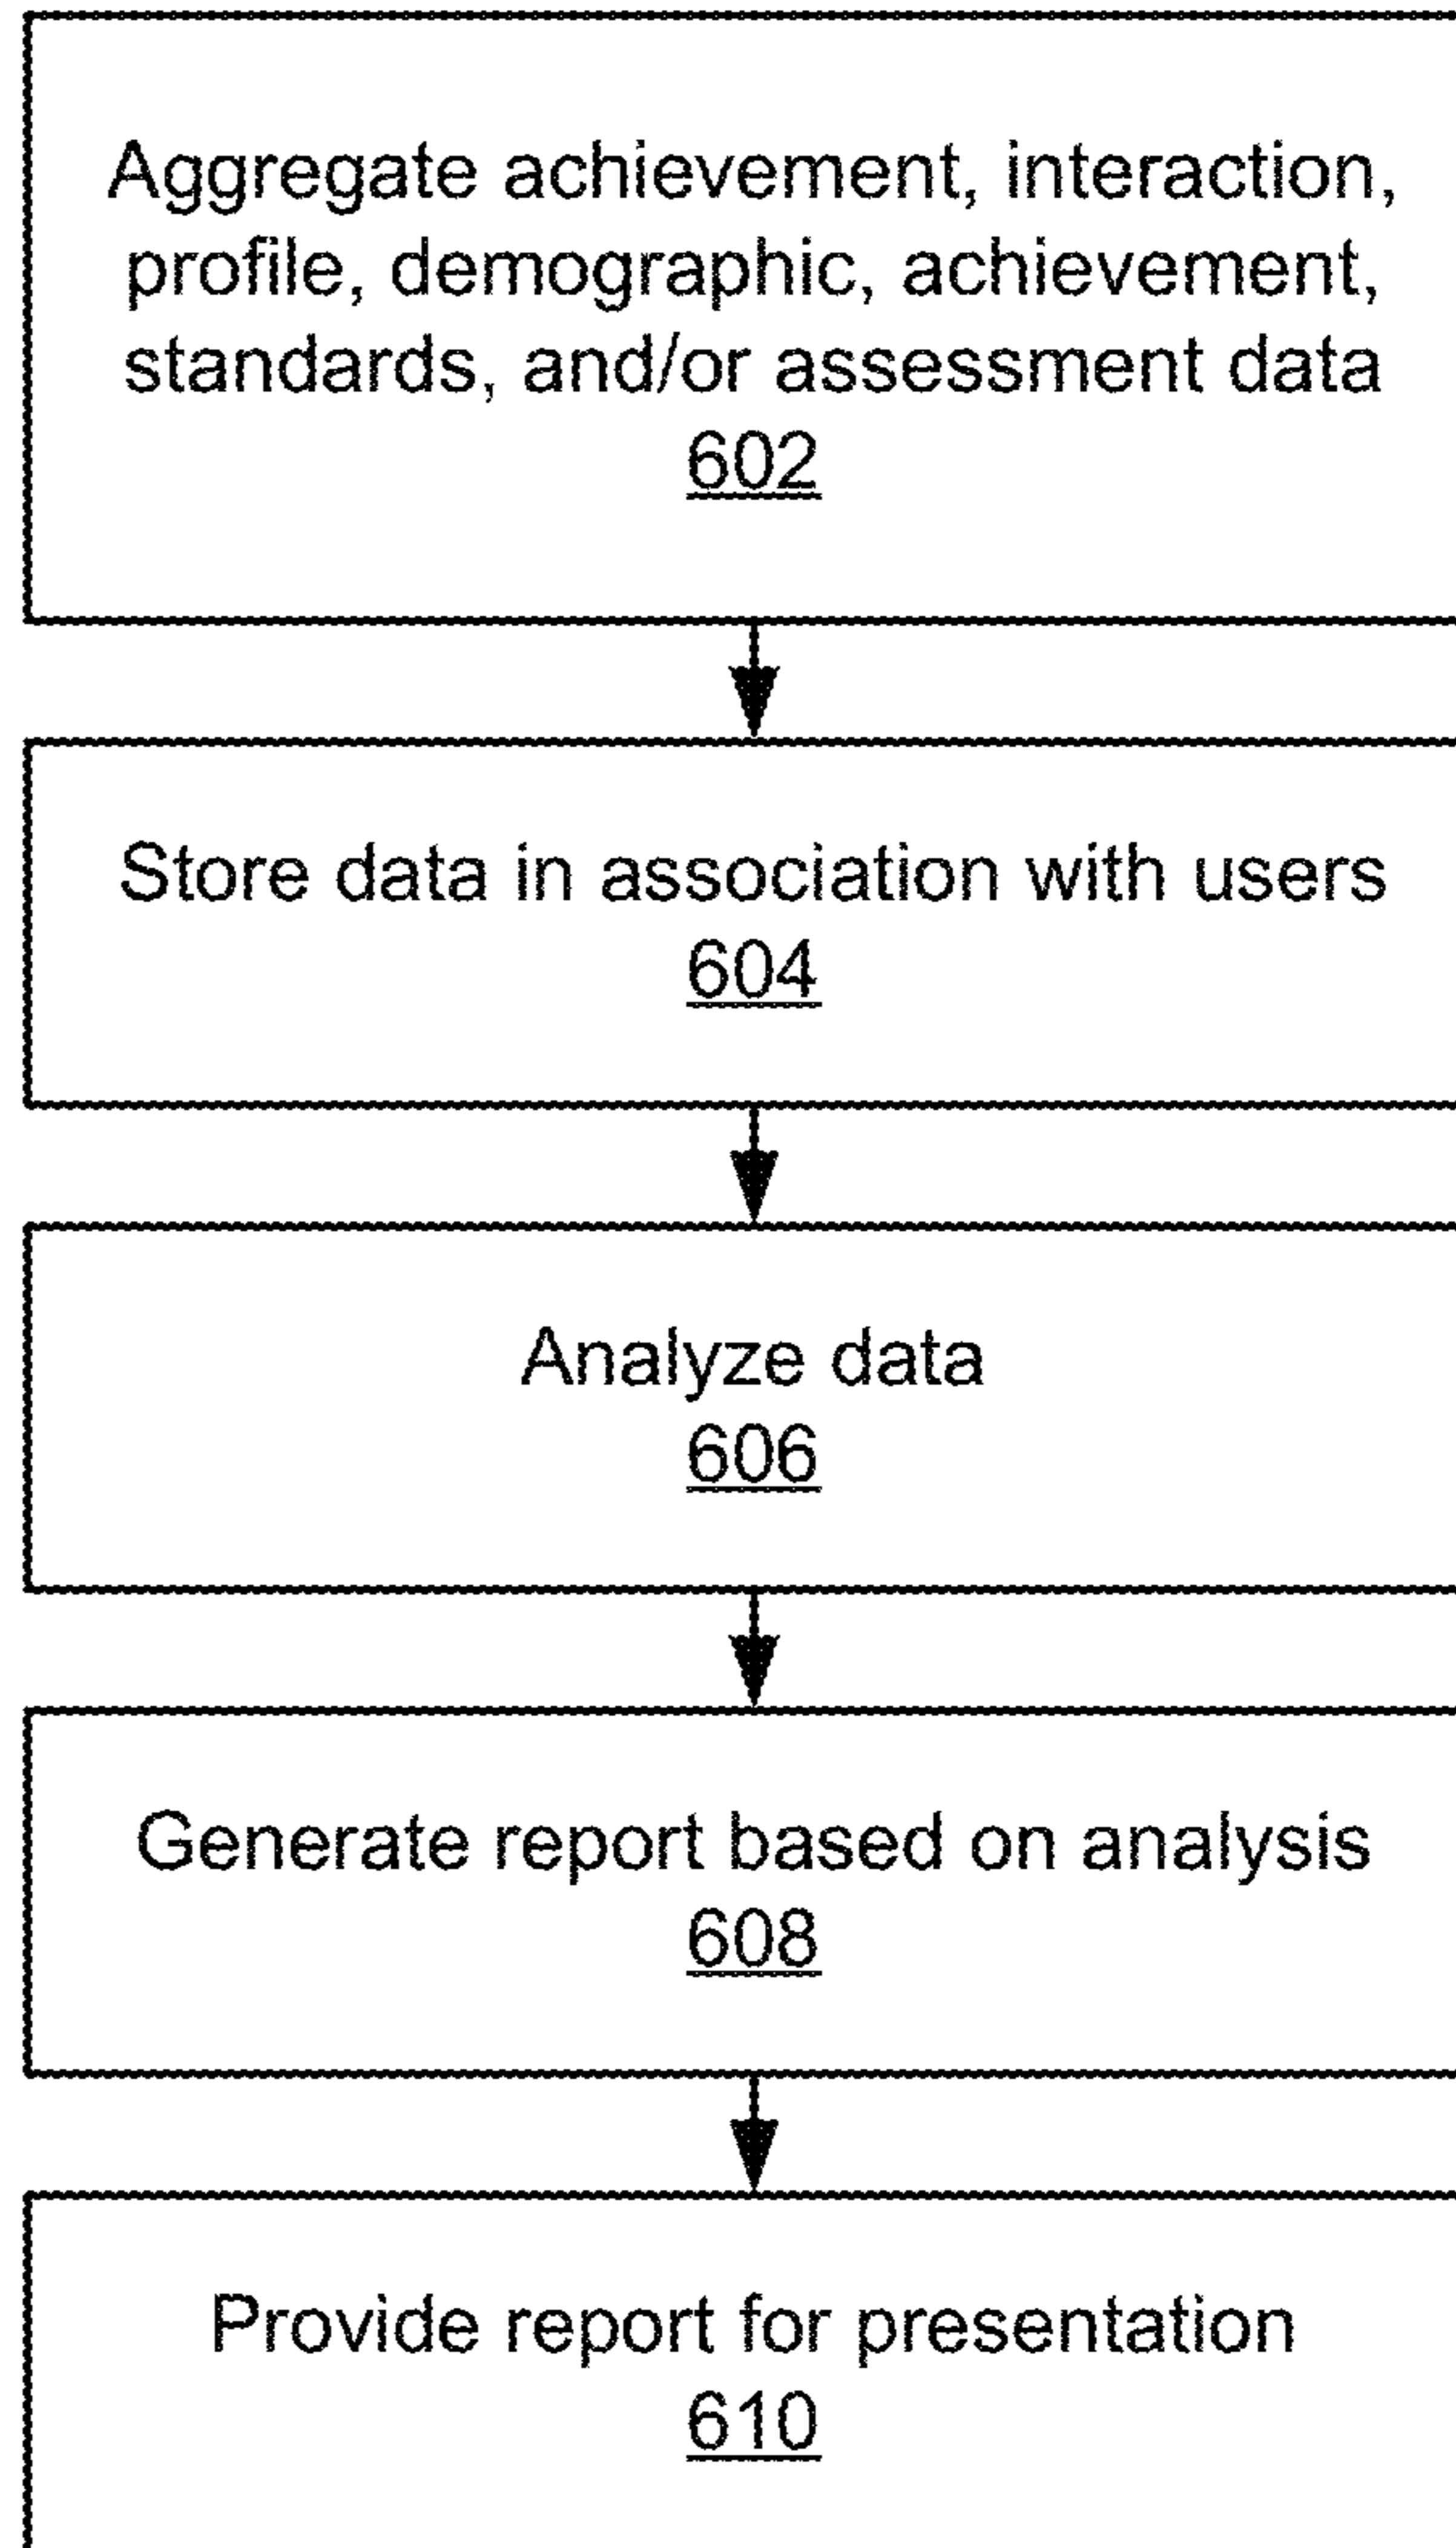 Aggregate achievement, interaction,
profile, demographic, achievement,
standards, and/or assessment data
602
Store data in association with users
604
Analyze data
606
Generate report based on analysis
608
Provide report for presentation
610